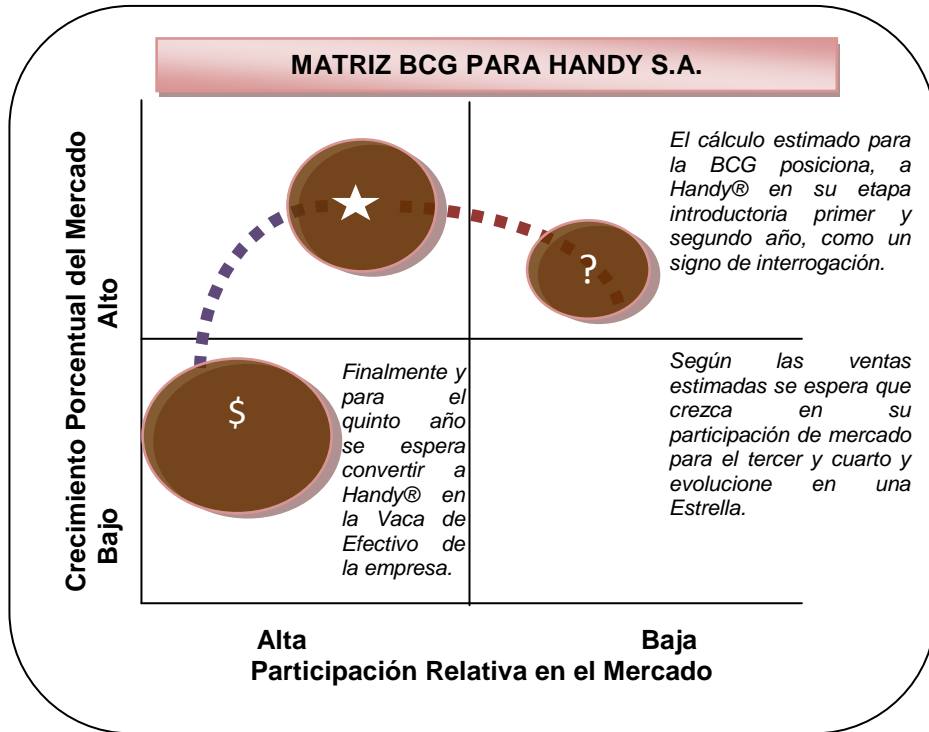 MATRIZ BCG PARA HANDY S.A.
Crecimiento Porcentual del Mercado
Alto
Bajo
El cálculo estimado para
la BCG posiciona, a
Handy® en su etapa
introductoria primer y
segundo año, como un
signo de interrogación.
?
$
Finalmente y
para el
quinto año
se espera
convertir a
Handy® en
la Vaca de
Efectivo de
la empresa.
Según las ventas
estimadas se espera que
crezca en su
participación de mercado
para el tercer y cuarto y
evolucione en una
Estrella.
Alta
Baja
Participación Relativa en el Mercado